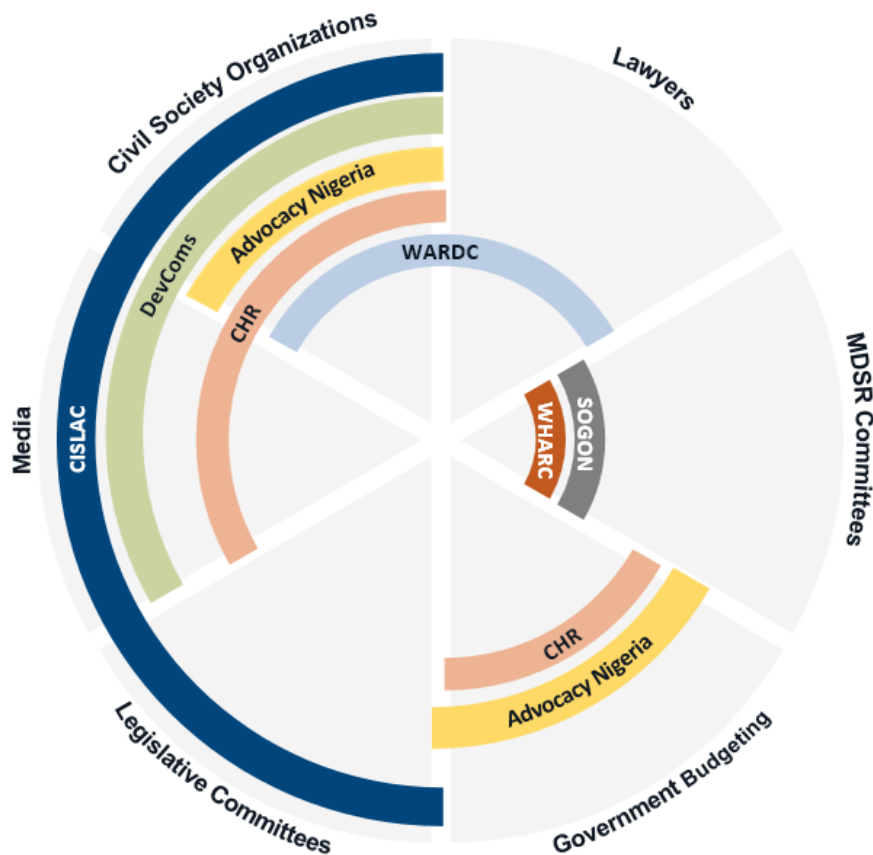 Civil Society Organizations
Lawyers
Advocacy Nigeria
WARDC
DevComs
CHR
MDSR Committees
Media
CISLAC
WHARC
SOGON
CHR
Advocacy Nigeria
Legislative Committees
Government Budgeting